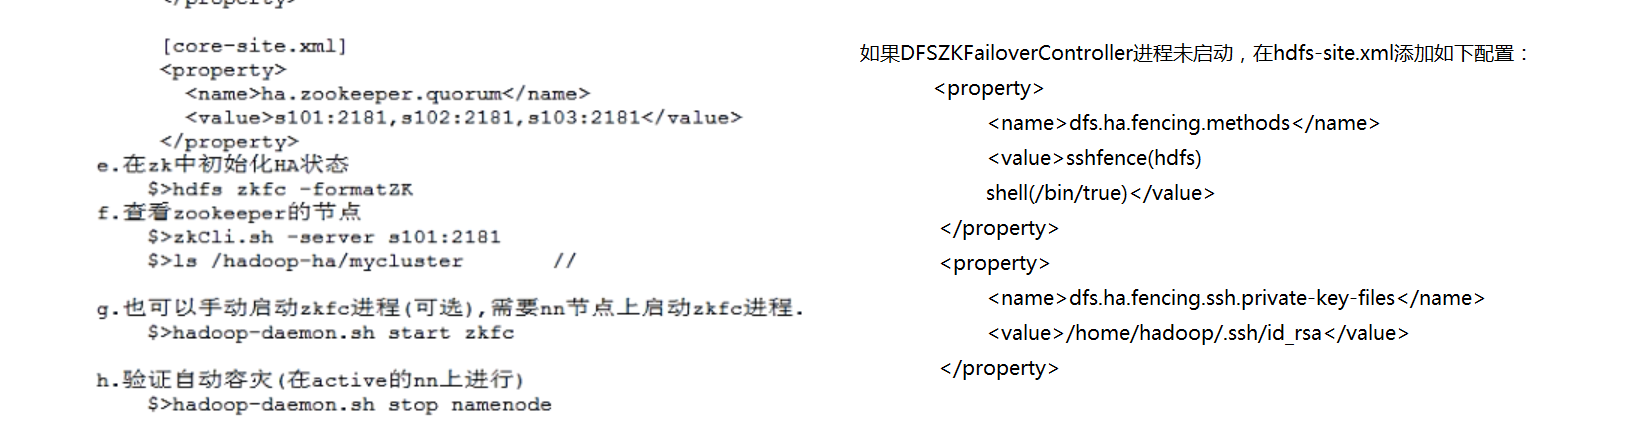 </property>
[core-site.xml]
<property>
<name>ha.zookeeper.quorum</name>
<value>s101:2181,s102:2181,s103:2181</value>
</property>
e.在zk中初始化HA状态
$>hdfs zkfc -formatZK
f.查看zookeeper的节点
$>zkCli.sh -server s101:2181
$>ls /hadoop-ha/mycluster //
g.也可以手动启动zkfc进程(可选),需要nn节点上启动zkfc进程.
$>hadoop-daemon.sh start zkfc
h.验证自动容灾(在active的nn上进行)
$>hadoop-daemon.sh stop namenode
如果DFSZKFailoverController进程未启动，在hdfs-site.xml添加如下配置：
<property>
<name>dfs.ha.fencing.methods</name>
<value>sshfence(hdfs)
shell(/bin/true)</value>
</property>
<property>
<name>dfs.ha.fencing.ssh.private-key-files</name>
<value>/home/hadoop/.ssh/id_rsa</value>
</property>